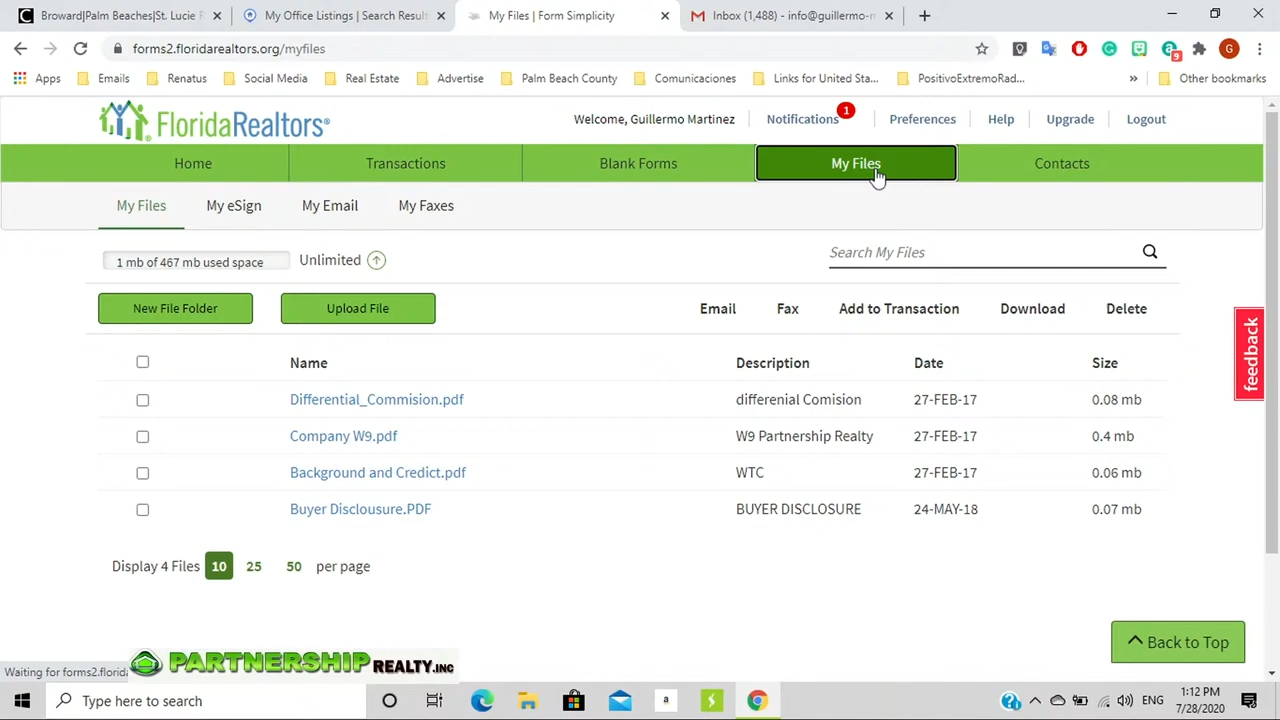 Broward|Palm Beaches|St. Lucie R
My Office Listings | Search Resul
My Files | Form Simplicity
Inbox (1,488) - info@guillermo-m
forms2.floridarealtors.org/myfiles
G
9
Apps
Emails
Renatus
Social Media
Real Estate
Advertise
Palm Beach County
Comunicaciones
Links for United Sta...
PositivoExtremoRad...
»
Other bookmarks
FloridaRealtors®
Welcome, Guillermo Martinez
Notifications 1
Preferences
Help
Upgrade
Logout
Home
Transactions
Blank Forms
My Files
Contacts
My Files
My eSign
My Email
My Faxes
1 mb of 467 mb used space
Unlimited
Search My Files
New File Folder
Upload File
Email
Fax
Add to Transaction
Download
Delete
Name Description Date Size
Differential_Commision.pdf differenial Comision 27-FEB-17 0.08 mb
Company W9.pdf W9 Partnership Realty 27-FEB-17 0.4 mb
Background and Credict.pdf WTC 27-FEB-17 0.06 mb
Buyer Disclousure.PDF BUYER DISCLOSURE 24-MAY-18 0.07 mb
Display 4 Files 10 25 50 per page
feedback
Back to Top
Waiting for forms2.florida
PARTNERSHIP REALTY.INC
Type here to search
a
ENG
1:12 PM
7/28/2020